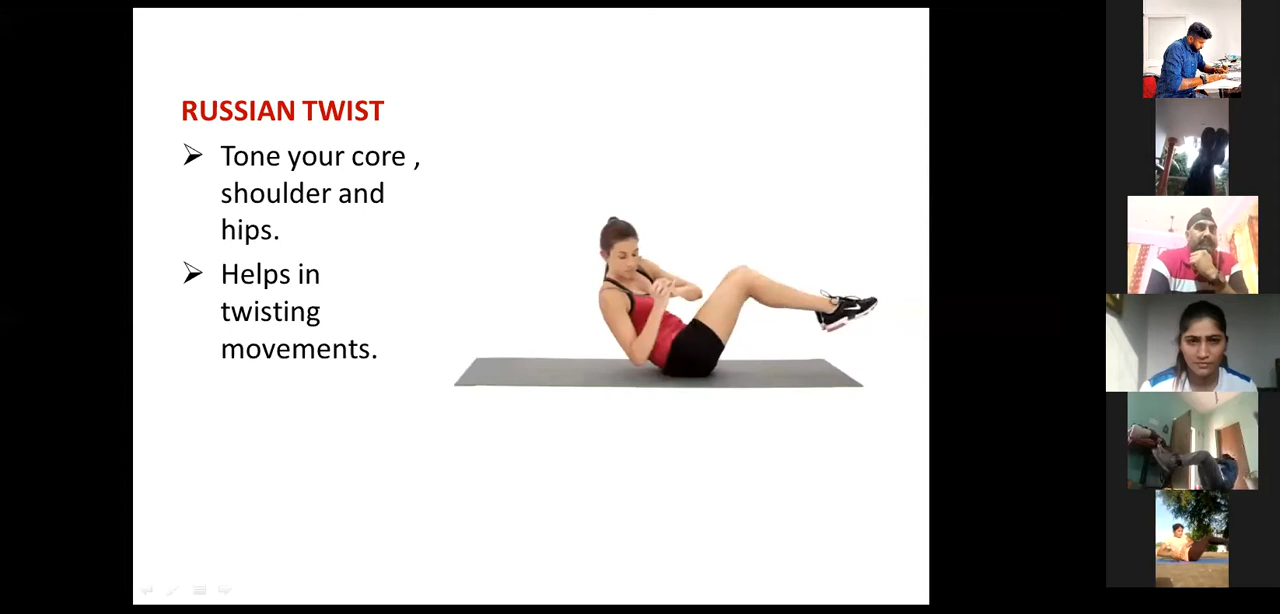 RUSSIAN TWIST
➢ Tone your core ,
shoulder and
hips.
➢ Helps in
twisting
movements.